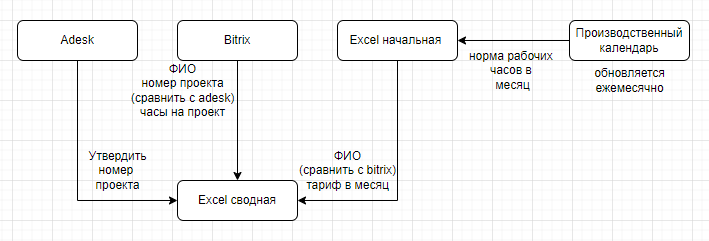 Adesk
Bitrix
Excel начальная
Производственный
календарь
ФИО
номер проекта
(сравнить с adesk)
часы на проект
норма рабочих
часов в
месяц
обновляется
ежемесячно
Утвердить
номер
проекта
ФИО
(сравнить с bitrix)
тариф в месяц
Excel сводная